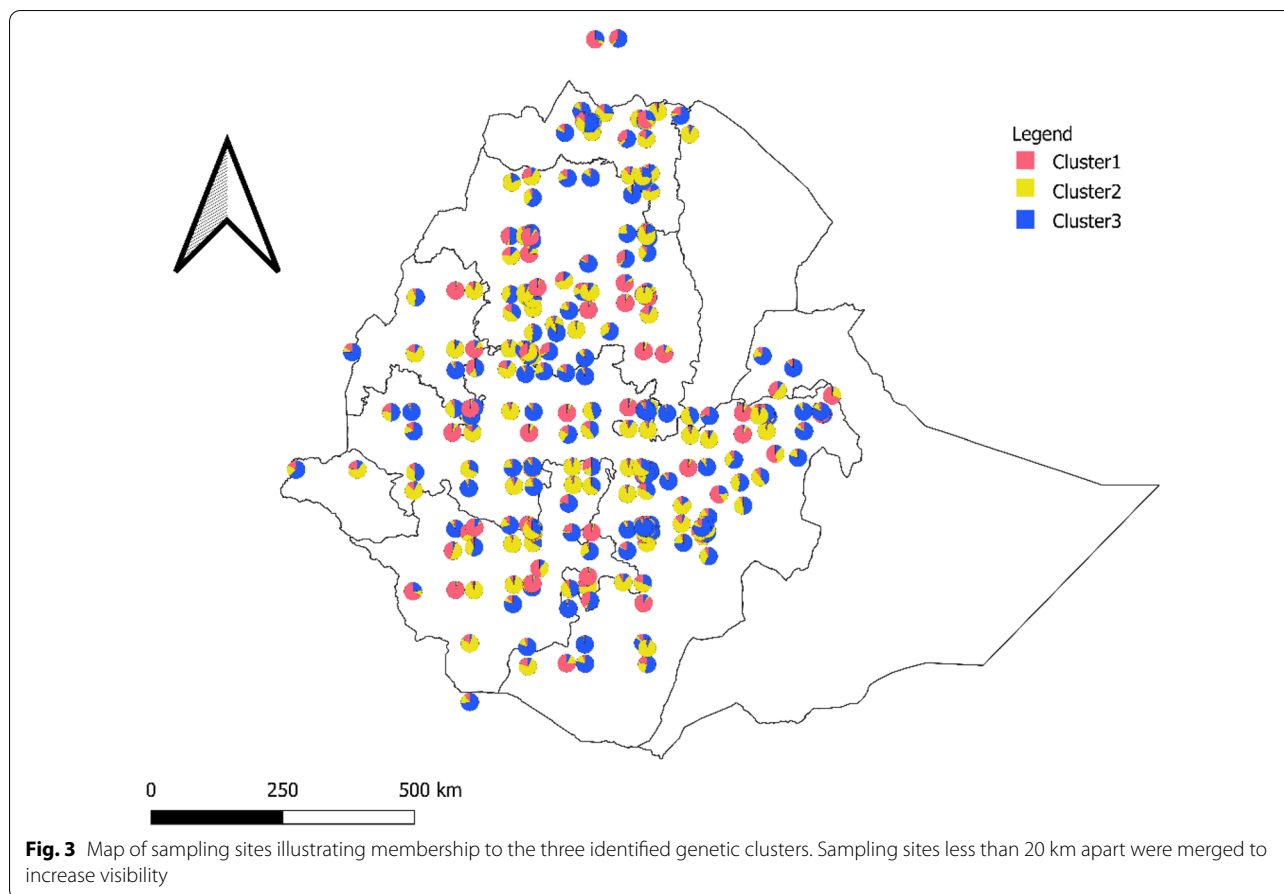 Legend
Cluster1
Cluster2
Cluster3
0 250 500 km
Fig. 3 Map of sampling sites illustrating membership to the three identified genetic clusters. Sampling sites less than 20 km apart were merged to
increase visibility